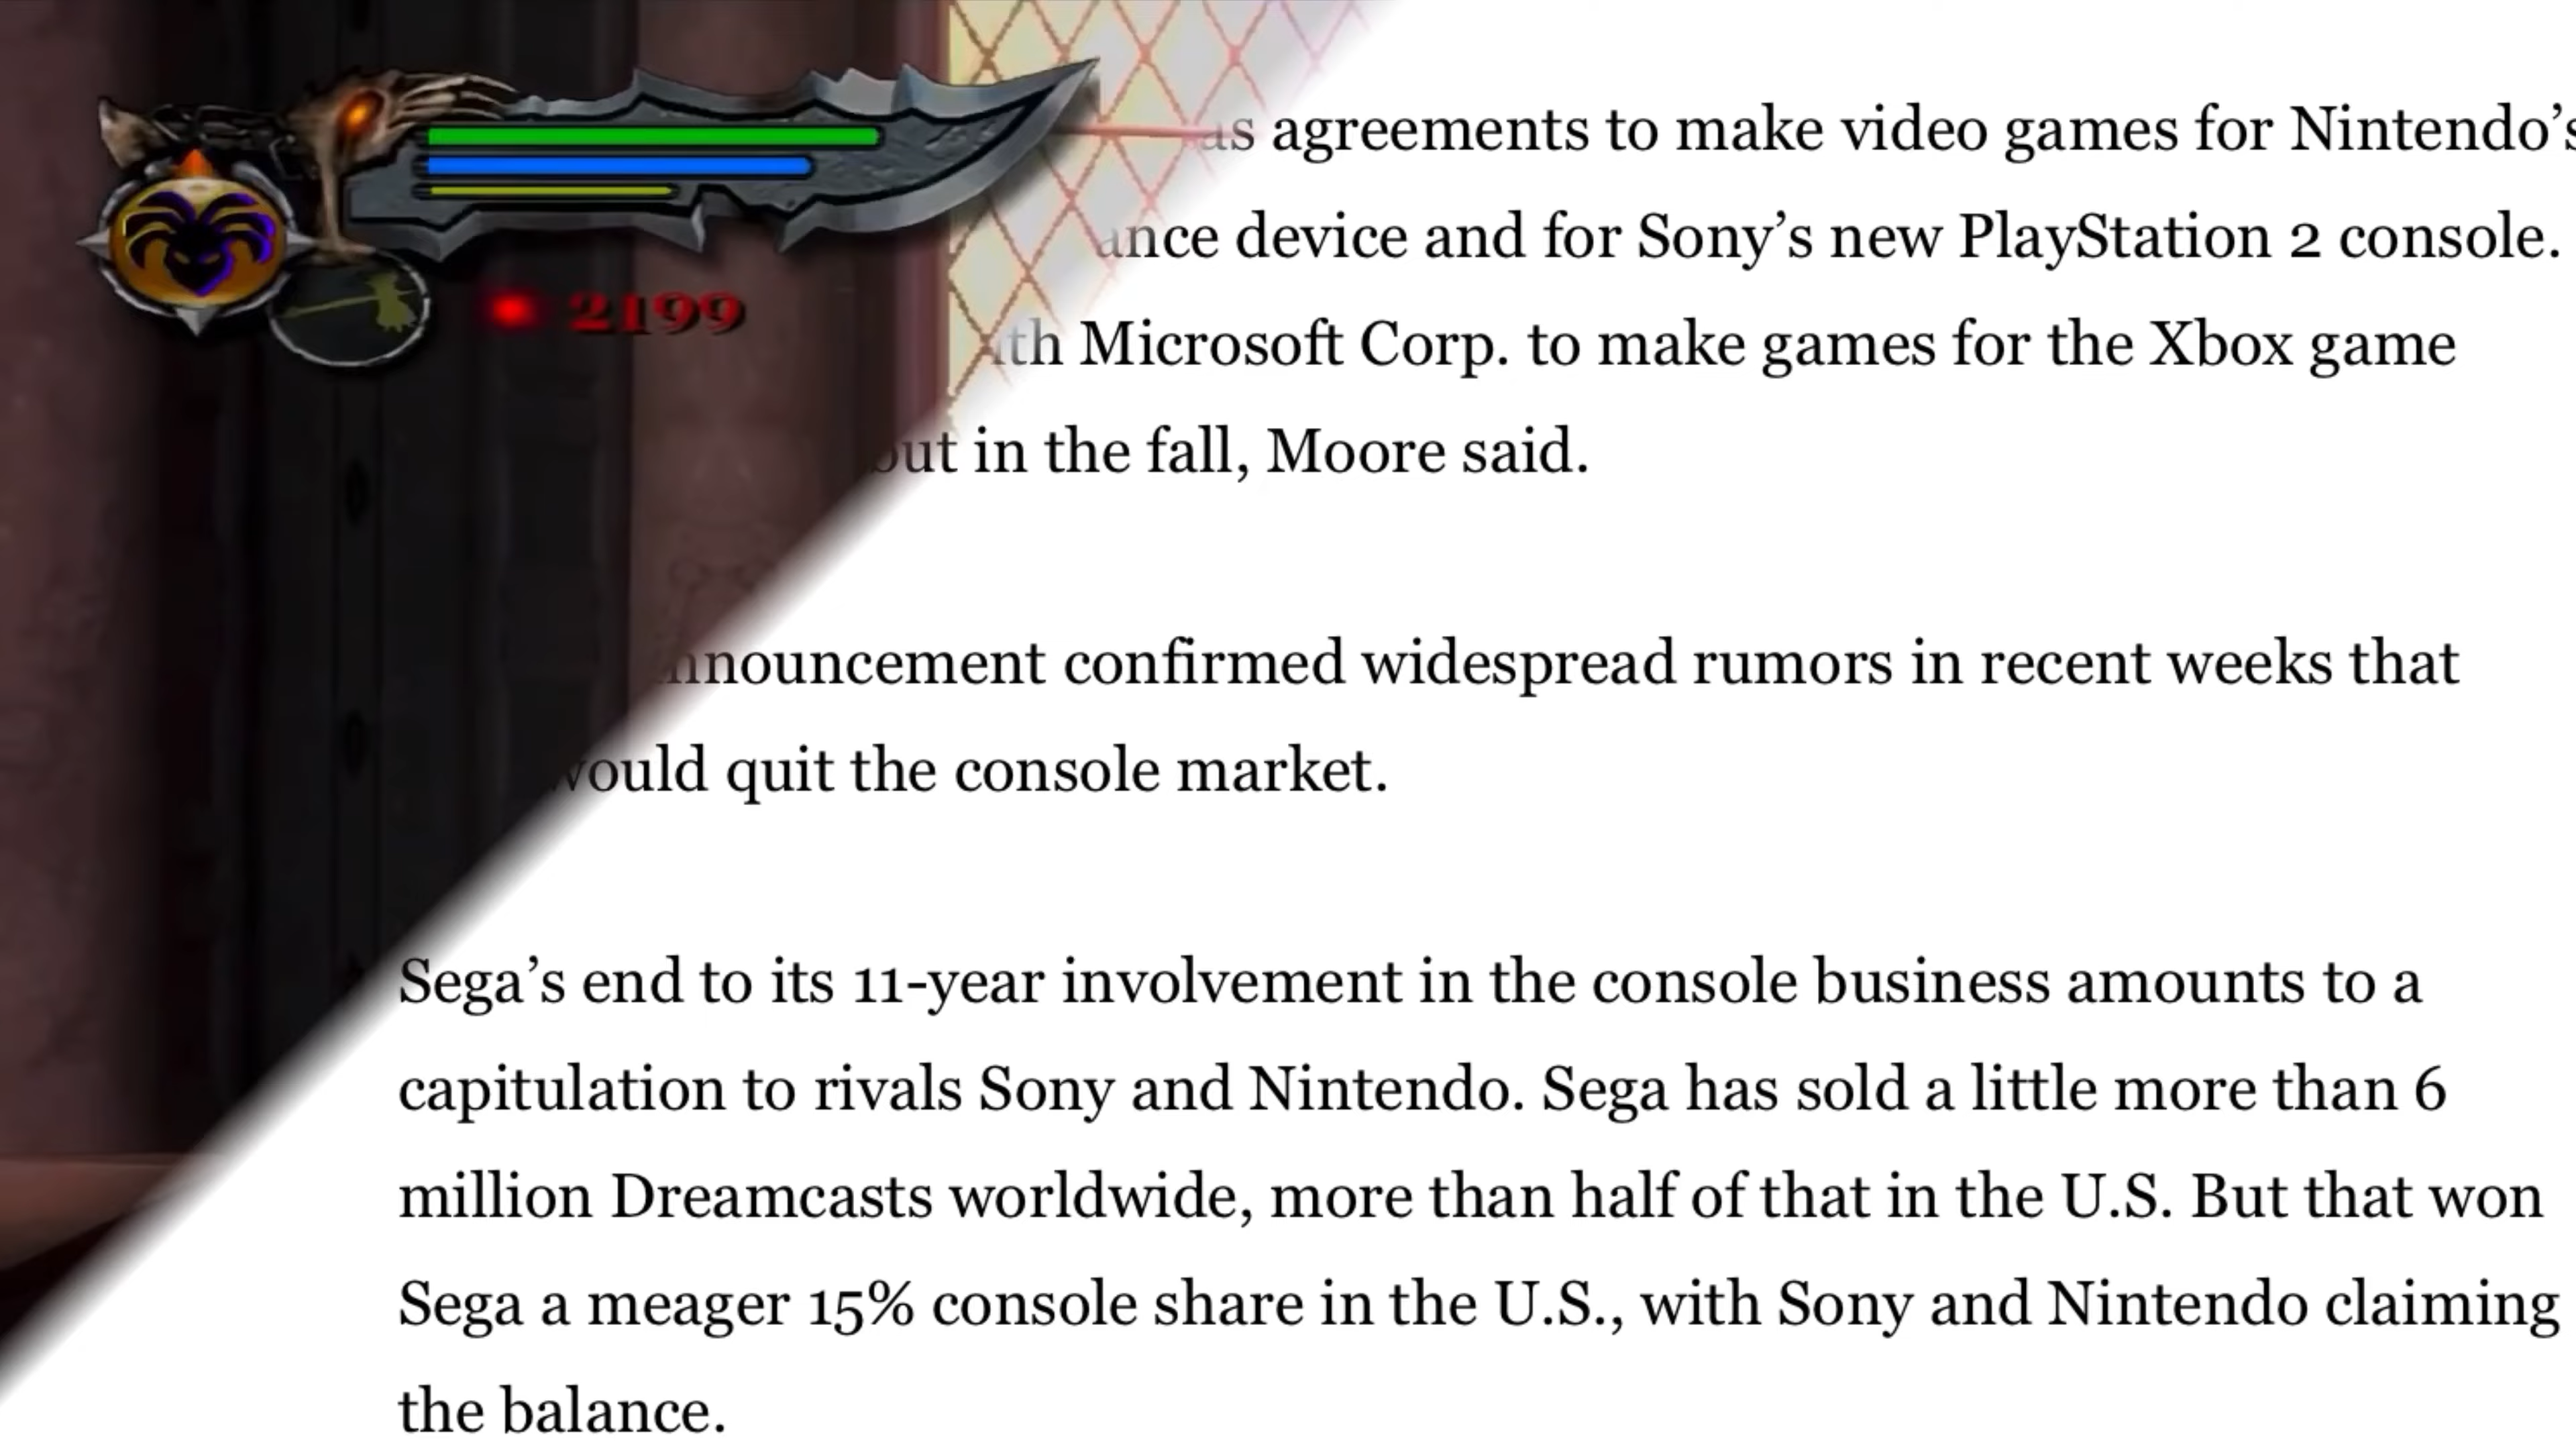 2199
as agreements to make video games for Nintendo’s
device and for Sony’s new PlayStation 2 console.
Microsoft Corp. to make games for the Xbox game
in the fall, Moore said.
confirmed widespread rumors in recent weeks that
would quit the console market.
Sega’s end to its 11-year involvement in the console business amounts to a
capitulation to rivals Sony and Nintendo. Sega has sold a little more than 6
million Dreamcasts worldwide, more than half of that in the U.S. But that won
Sega a meager 15% console share in the U.S., with Sony and Nintendo claiming
the balance.